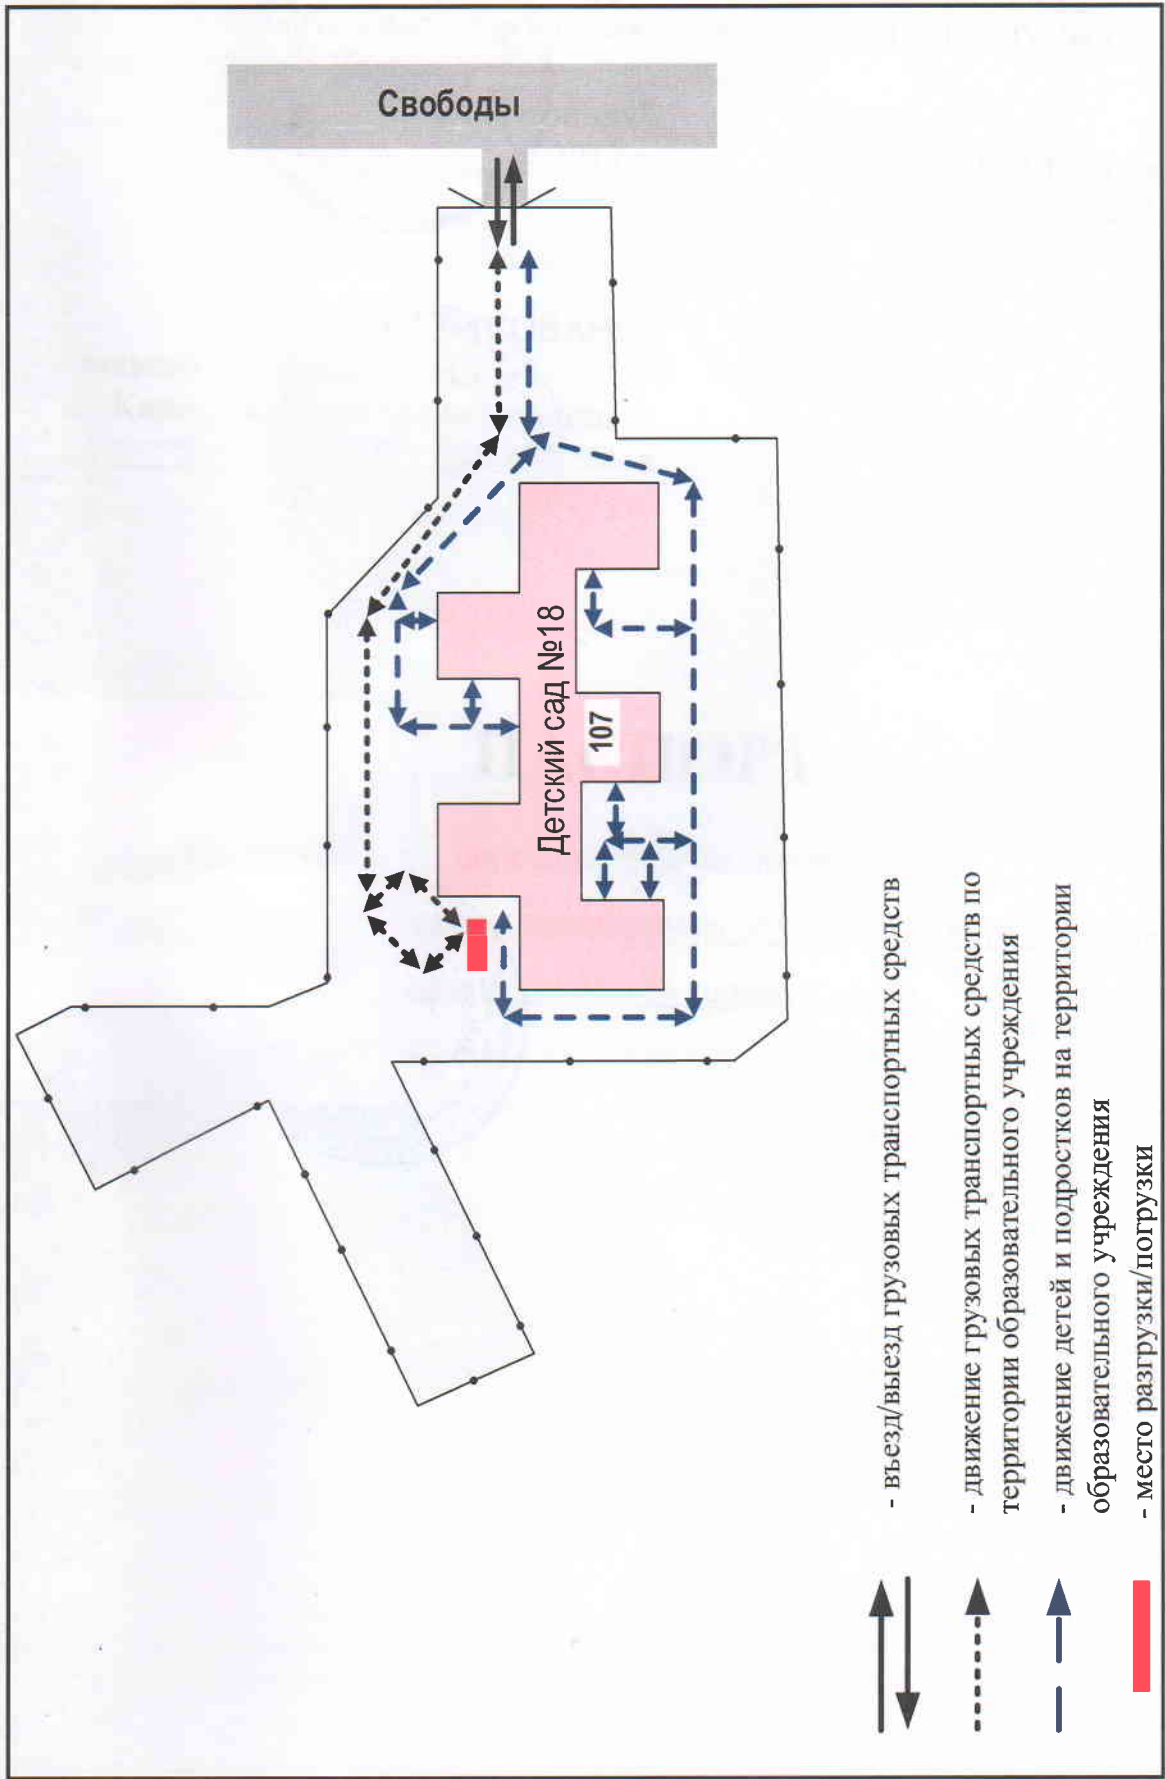 Свободы
Детский сад №18
107
- въезд/выезд грузовых транспортных средств
- движение грузовых транспортных средств по
территории образовательного учреждения
- движение детей и подростков на территории
образовательного учреждения
- место разгрузки/погрузки